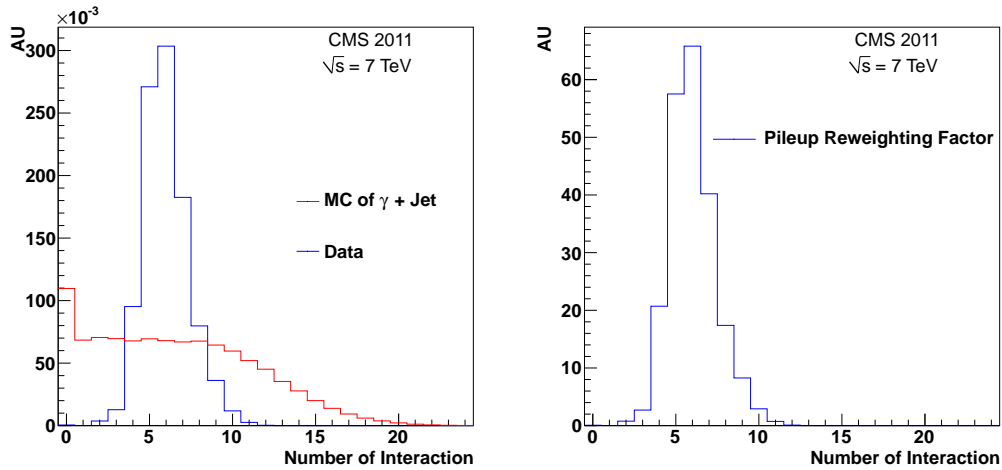 ×10⁻³
AU
300
250
200
150
100
50
0
0 5 10 15 20
Number of Interaction
CMS 2011
√s = 7 TeV
MC of γ + Jet
Data
AU
60
50
40
30
20
10
0
0 5 10 15 20
Number of Interaction
CMS 2011
√s = 7 TeV
Pileup Reweighting Factor